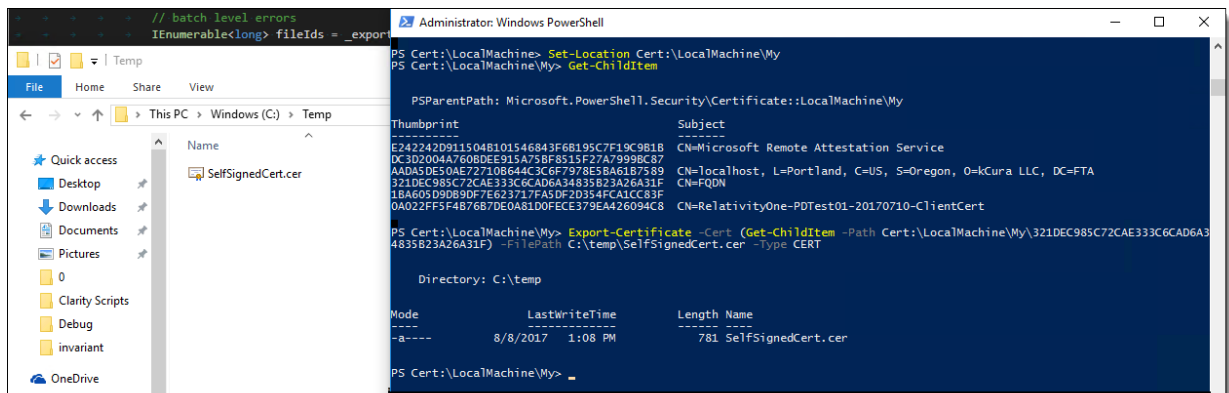 // batch level errors
IEnumerable<long> fileIds = _export
Temp
File Home Share View
This PC > Windows (C:) > Temp
Quick access
Desktop
Downloads
Documents
Pictures
0
Clarity Scripts
Debug
invariant
OneDrive
Name
SelfSignedCert.cer
Administrator: Windows PowerShell
PS Cert:\LocalMachine> Set-Location Cert:\LocalMachine\My
PS Cert:\LocalMachine\My> Get-ChildItem
PSParentPath: Microsoft.PowerShell.Security\Certificate::LocalMachine\My
Thumbprint Subject
---------- -------
E242242D911504B101546843F6B195C7F19C9B1B CN=Microsoft Remote Attestation Service
DC3D2004A760BDEE915A75BF8515F27A7999BC87
AADA5DE50AE72710B644C3C6F7978E5BA61B7589 CN=localhost, L=Portland, C=US, S=Oregon, O=kCura LLC, DC=FTA
321DEC985C72CAE333C6CAD6A34835B23A26A31F CN=FQDN
1BA605D9DB9DF7E623717FA5DF2D354FCA1CC83F
0A022FF5F4B76B7DE0A81D0FECE379EA426094C8 CN=RelativityOne-PDTest01-20170710-ClientCert
PS Cert:\LocalMachine\My> Export-Certificate -Cert (Get-ChildItem -Path Cert:\LocalMachine\My\321DEC985C72CAE333C6CAD6A3
4835B23A26A31F) -FilePath C:\temp\SelfSignedCert.cer -Type CERT
Directory: C:\temp
Mode LastWriteTime Length Name
---- ------------- ------ ----
-a---- 8/8/2017 1:08 PM 781 SelfSignedCert.cer
PS Cert:\LocalMachine\My> _